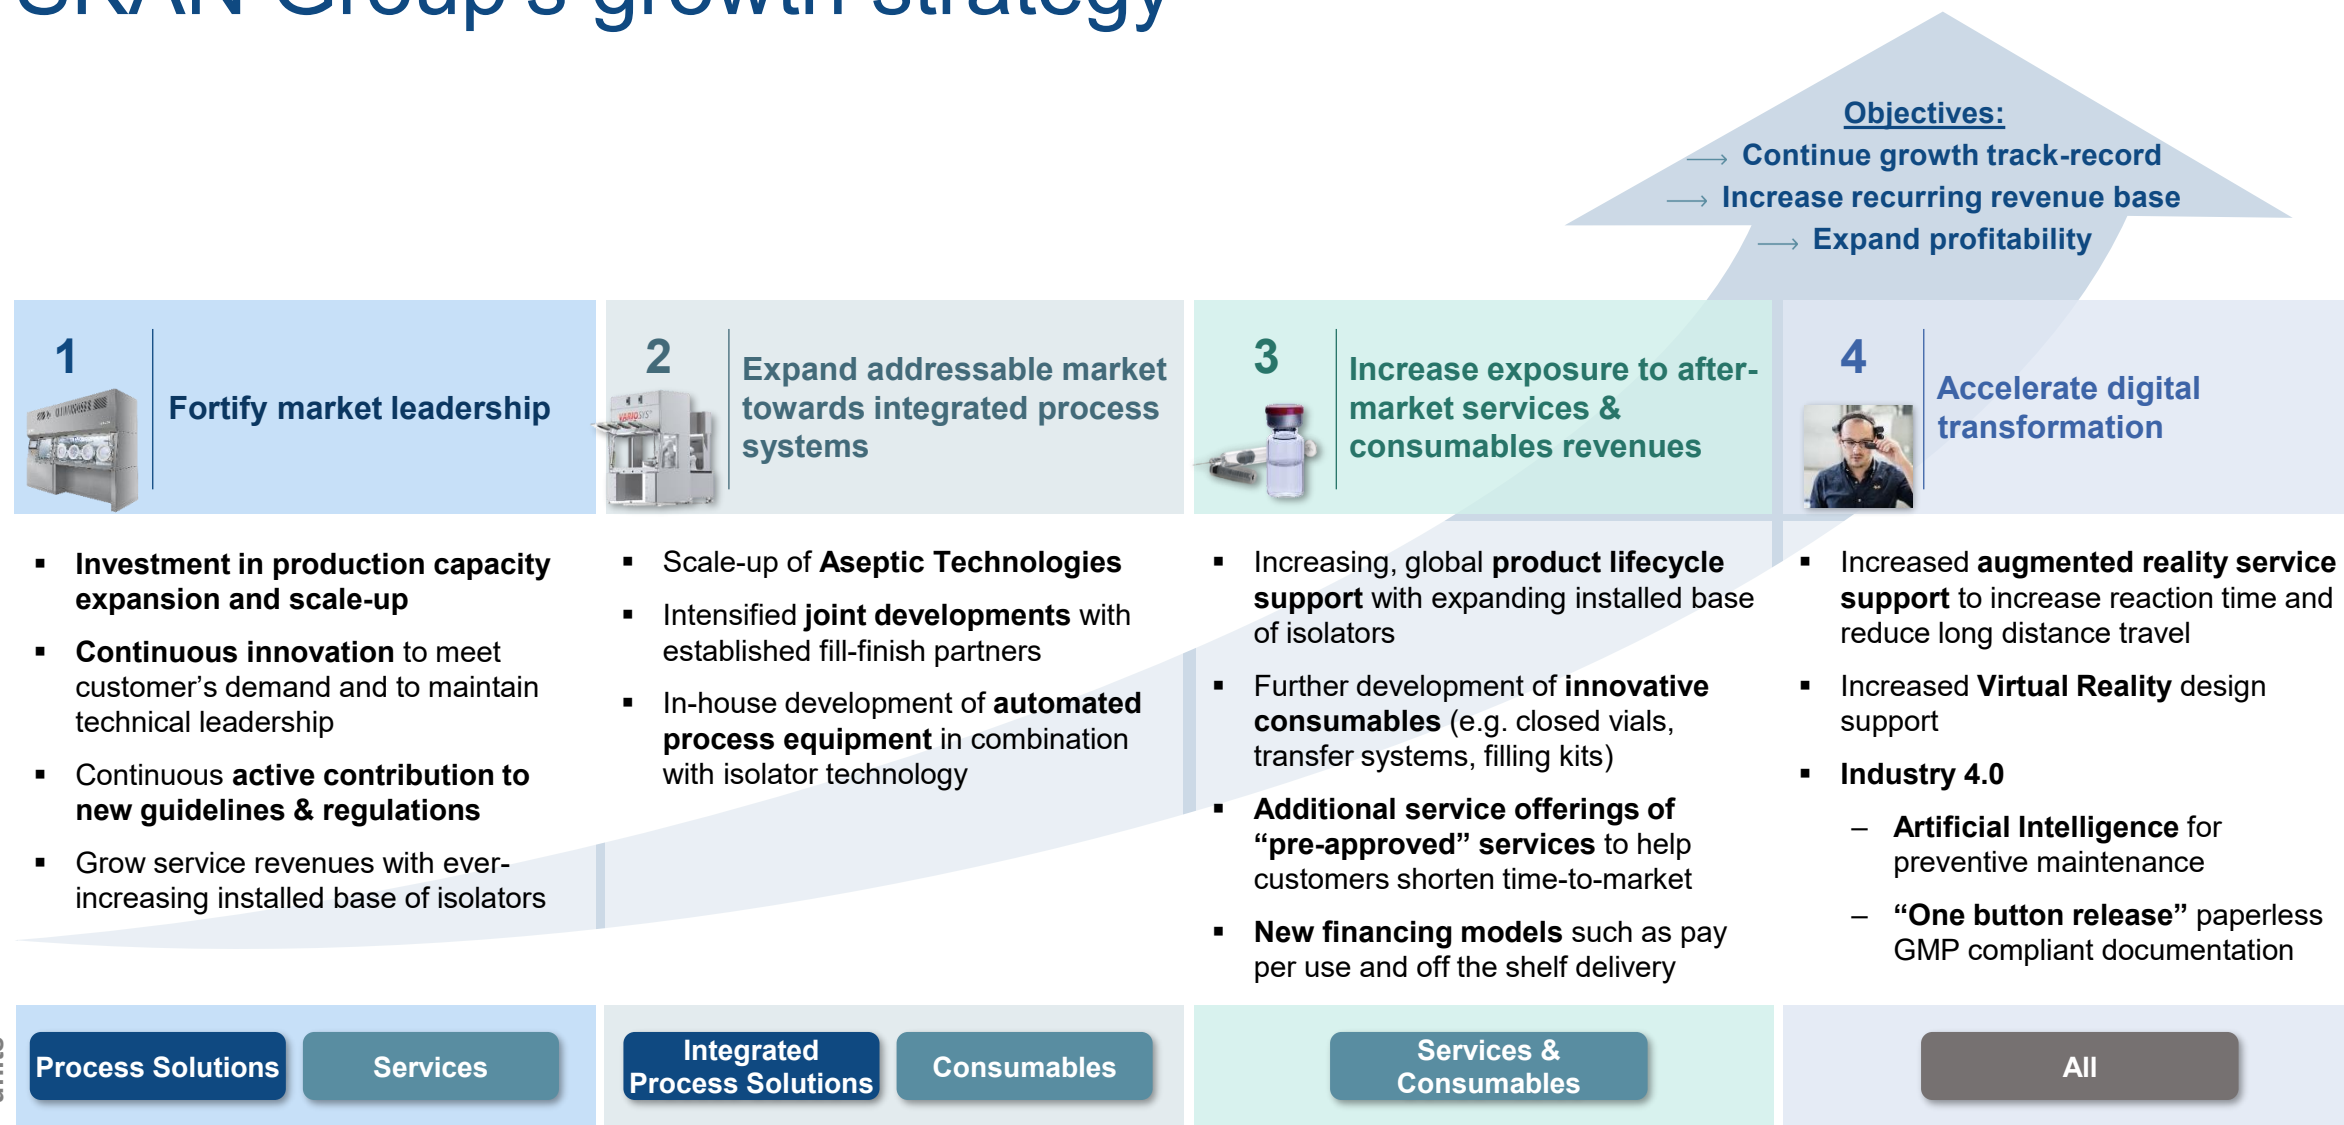 SKAN Group's growth strategy
Objectives:
→ Continue growth track-record
→ Increase recurring revenue base
→ Expand profitability
1
Fortify market leadership
2
VARIOSYS
Expand addressable market
towards integrated process
systems
3
Increase exposure to after-
market services &
consumables revenues
4
Accelerate digital
transformation
▪ Investment in production capacity
expansion and scale-up
▪ Continuous innovation to meet
customer’s demand and to maintain
technical leadership
▪ Continuous active contribution to
new guidelines & regulations
▪ Grow service revenues with ever-
increasing installed base of isolators
▪ Scale-up of Aseptic Technologies
▪ Intensified joint developments with
established fill-finish partners
▪ In-house development of automated
process equipment in combination
with isolator technology
▪ Increasing, global product lifecycle
support with expanding installed base
of isolators
▪ Further development of innovative
consumables (e.g. closed vials,
transfer systems, filling kits)
▪ Additional service offerings of
“pre-approved” services to help
customers shorten time-to-market
▪ New financing models such as pay
per use and off the shelf delivery
▪ Increased augmented reality service
support to increase reaction time and
reduce long distance travel
▪ Increased Virtual Reality design
support
▪ Industry 4.0
– Artificial Intelligence for
preventive maintenance
– “One button release” paperless
GMP compliant documentation
Process Solutions
Services
Integrated
Process Solutions
Consumables
Services &
Consumables
All